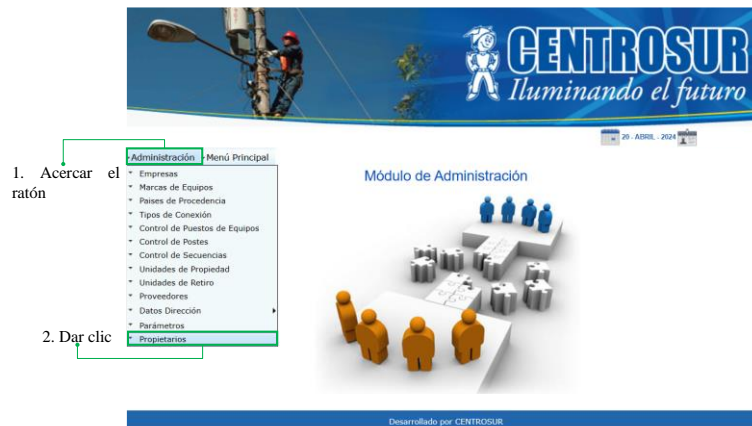 CENTROSUR
Iluminando el futuro
20 - ABRIL - 2024
Administración Menú Principal
1. Acercar el
ratón
Módulo de Administración
Empresas
Marcas de Equipos
Paises de Procedencia
Tipos de Conexión
Control de Puestos de Equipos
Control de Postes
Control de Secuencias
Unidades de Propiedad
Unidades de Retiro
Proveedores
Datos Dirección
Parámetros
2. Dar clic
Propietarios
Desarrollado por CENTROSUR